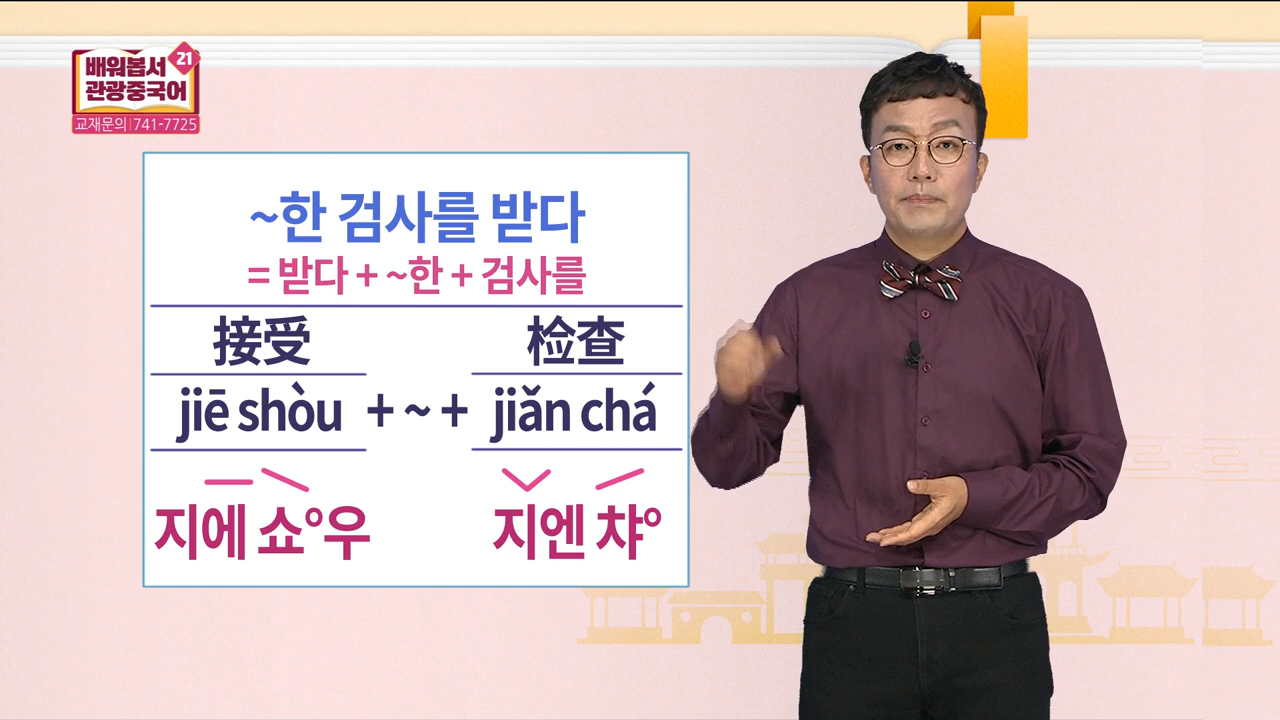 배워봅서 21
관광중국어
교재문의|741-7725
~한 검사를 받다
= 받다 + ~한 + 검사를
接受 检查
jiē shòu + ~ + jiǎn chá
지에 쇼°우 지엔 챠°